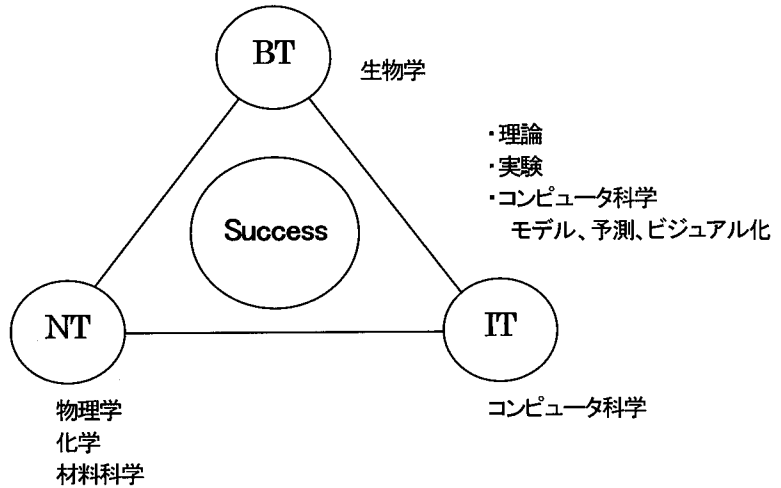 BT
生物学
・理論
・実験
・コンピュータ科学
モデル、予測、ビジュアル化
Success
NT
IT
物理学
化学
材料科学
コンピュータ科学